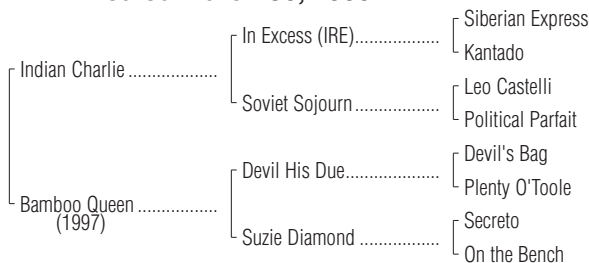 Siberian Express
In Excess (IRE)
Kantado
Indian Charlie
Leo Castelli
Soviet Sojourn
Political Parfait
Devil's Bag
Devil His Due
Plenty O'Toole
Bamboo Queen
(1997)
Secreto
Suzie Diamond
On the Bench